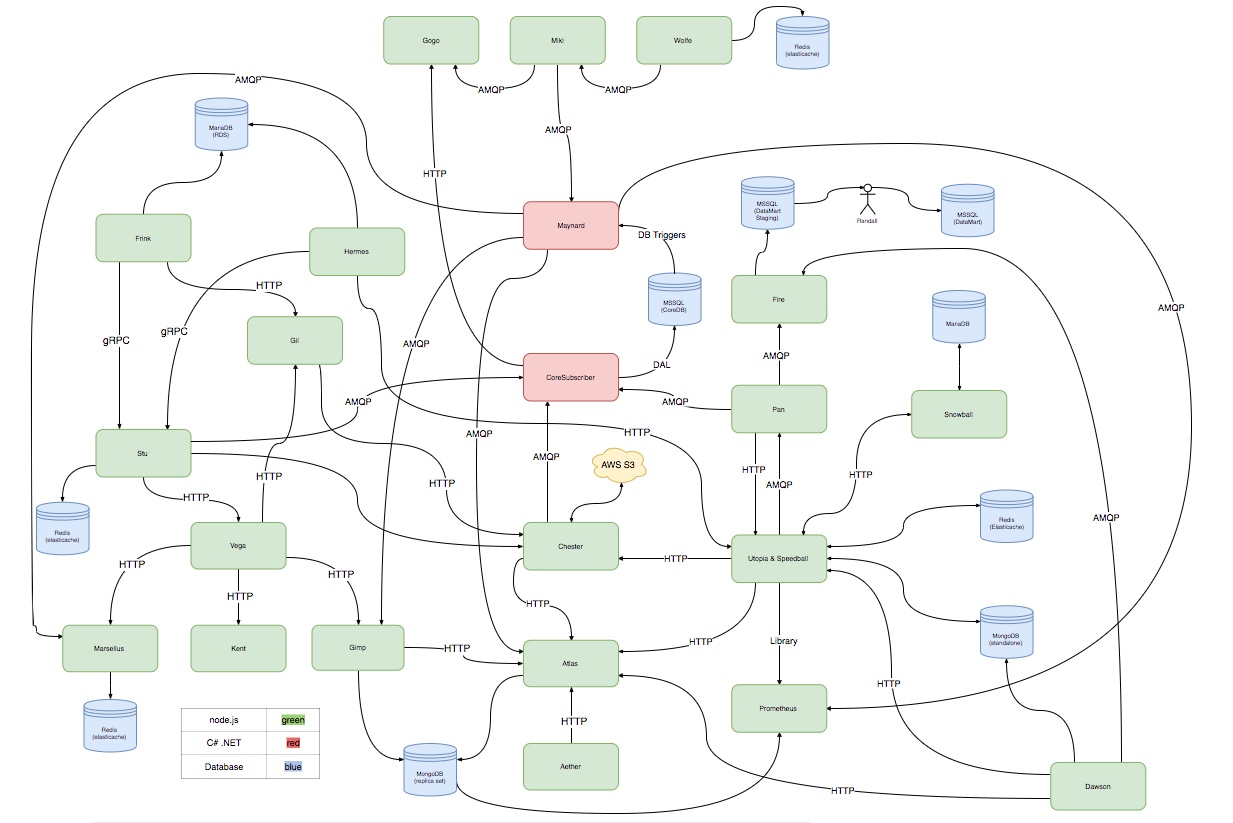 Gogo
Miki
Wolfe
Redis
(elasticache)
AMQP
AMQP
AMQP
MariaDB
(RDS)
AMQP
HTTP
MSSQL
(DataMart
Staging)
Randall
MSSQL
(DataMart)
Maynard
DB Triggers
Frink
Hermes
HTTP
MSSQL
(CoreDB)
Fire
MariaDB
AMQP
gRPC
gRPC
Gil
AMQP
AMQP
DAL
CoreSubscriber
AMQP
AMQP
Pan
Snowball
HTTP
AMQP
Stu
AMQP
AWS S3
HTTP
AMQP
HTTP
HTTP
HTTP
HTTP
Redis
(elasticache)
Redis
(Elasticache)
AMQP
Vega
Chester
HTTP
Utopia & Speedball
HTTP
HTTP
HTTP
HTTP
MongoDB
(standalone)
Marsellus
Kent
Gimp
HTTP
Atlas
HTTP
Library
HTTP
Prometheus
Redis
(elasticache)
node.js
green
C# .NET
red
Database
blue
HTTP
MongoDB
(replica set)
Aether
HTTP
Dawson